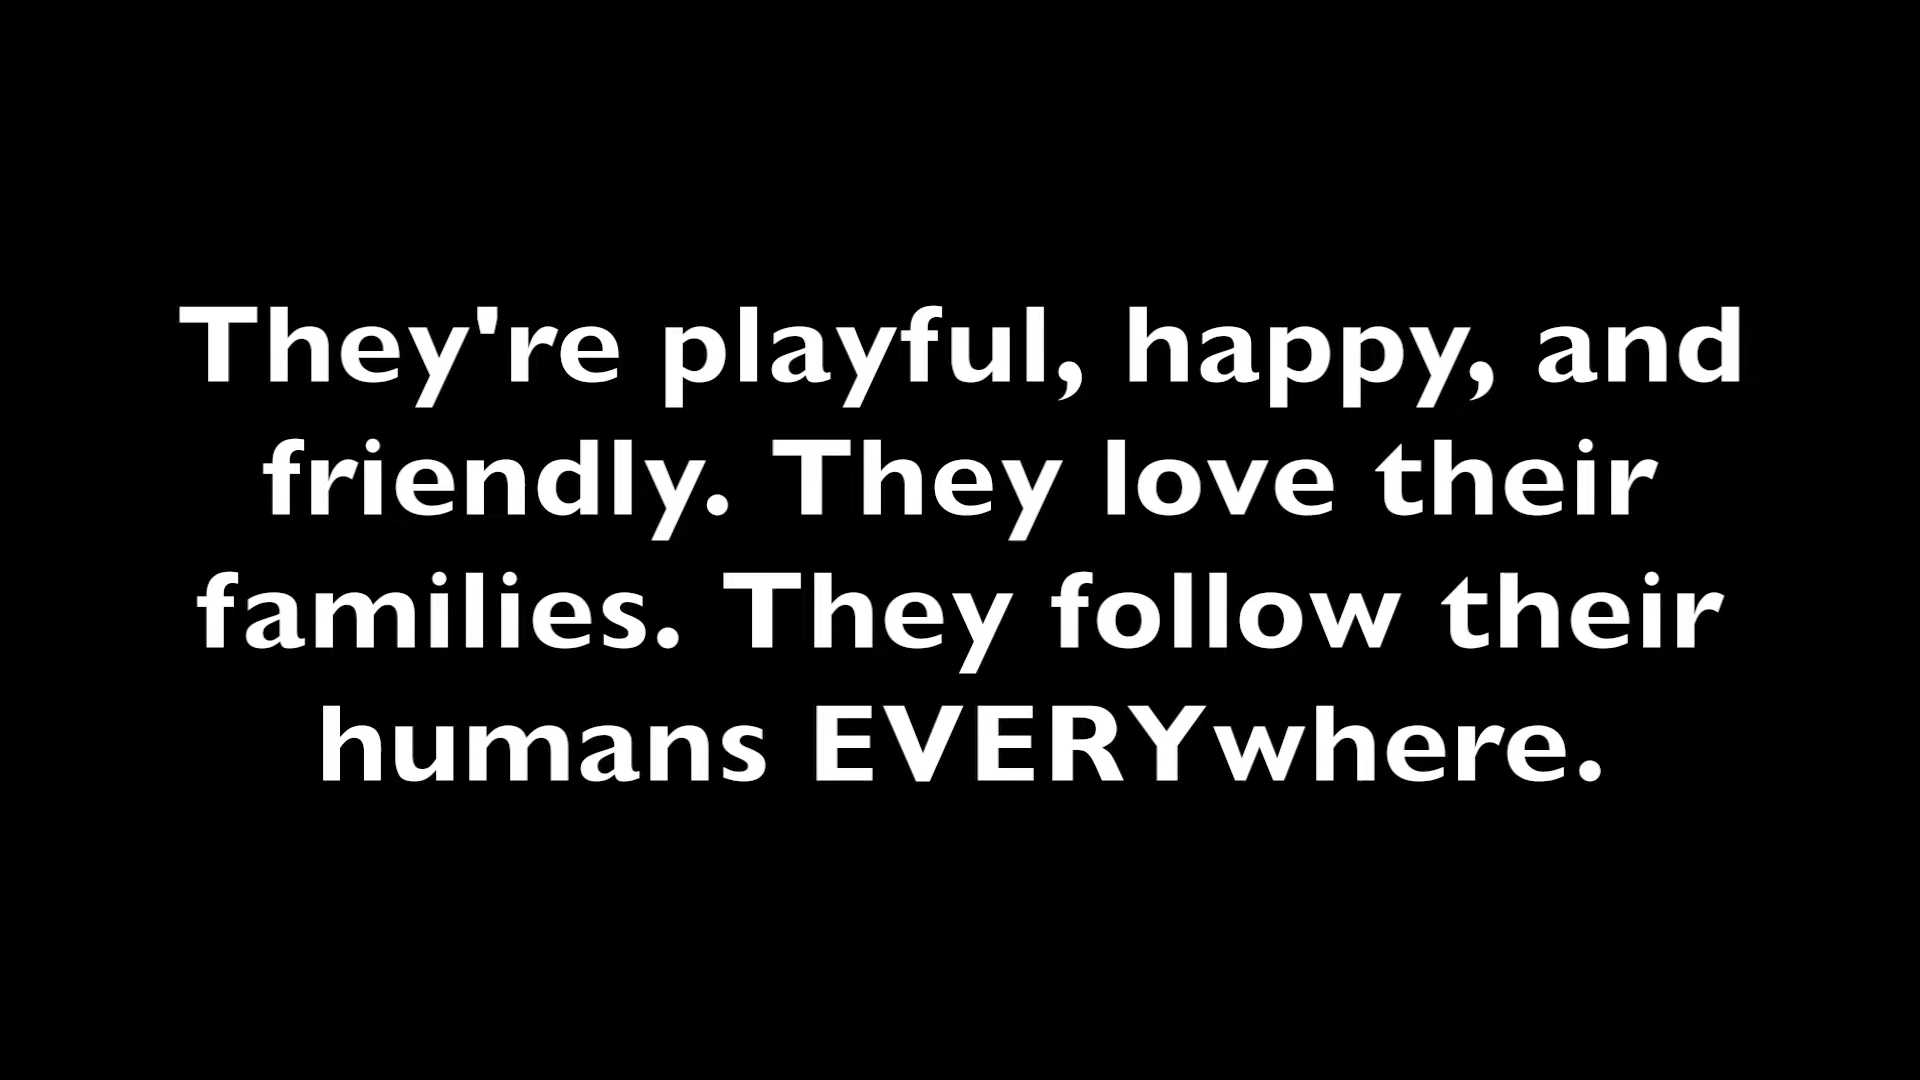 They're playful, happy, and
friendly. They love their
families. They follow their
humans EVERYwhere.